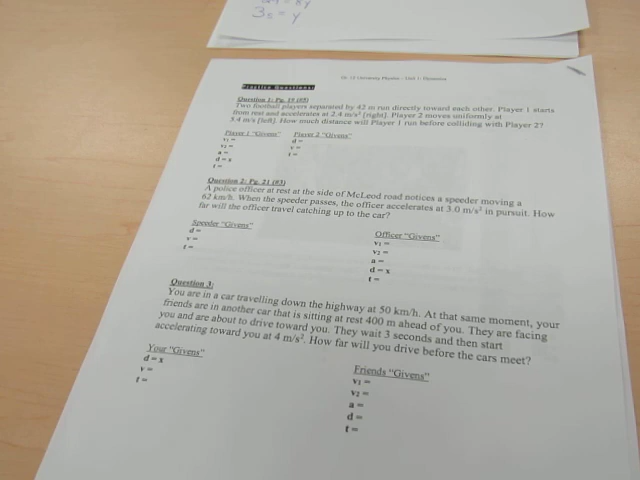 3s = y
Gr. 12 University Physics - Unit 1: Dynamics
Practice Questions:
Question 1: Pg. 19 (#5)
Two football players separated by 42 m run directly toward each other. Player 1 starts
from rest and accelerates at 2.4 m/s² [right]. Player 2 moves uniformly at
5.4 m/s [left]. How much distance will Player 1 run before colliding with Player 2?
Player 1 "Givens" Player 2 "Givens"
v₁ = d =
v₂ = v =
a = t =
d = x
t =
Question 2: Pg. 21 (#3)
A police officer at rest at the side of McLeod road notices a speeder moving a
62 km/h. When the speeder passes, the officer accelerates at 3.0 m/s² in pursuit. How
far will the officer travel catching up to the car?
Speeder "Givens" Officer "Givens"
d = v₁ =
v = v₂ =
t = a =
d = x
t =
Question 3:
You are in a car travelling down the highway at 50 km/h. At that same moment, your
friends are in another car that is sitting at rest 400 m ahead of you. They are facing
you and are about to drive toward you. They wait 3 seconds and then start
accelerating toward you at 4 m/s². How far will you drive before the cars meet?
Your "Givens" Friends "Givens"
d = x v₁ =
v = v₂ =
t = a =
d =
t =